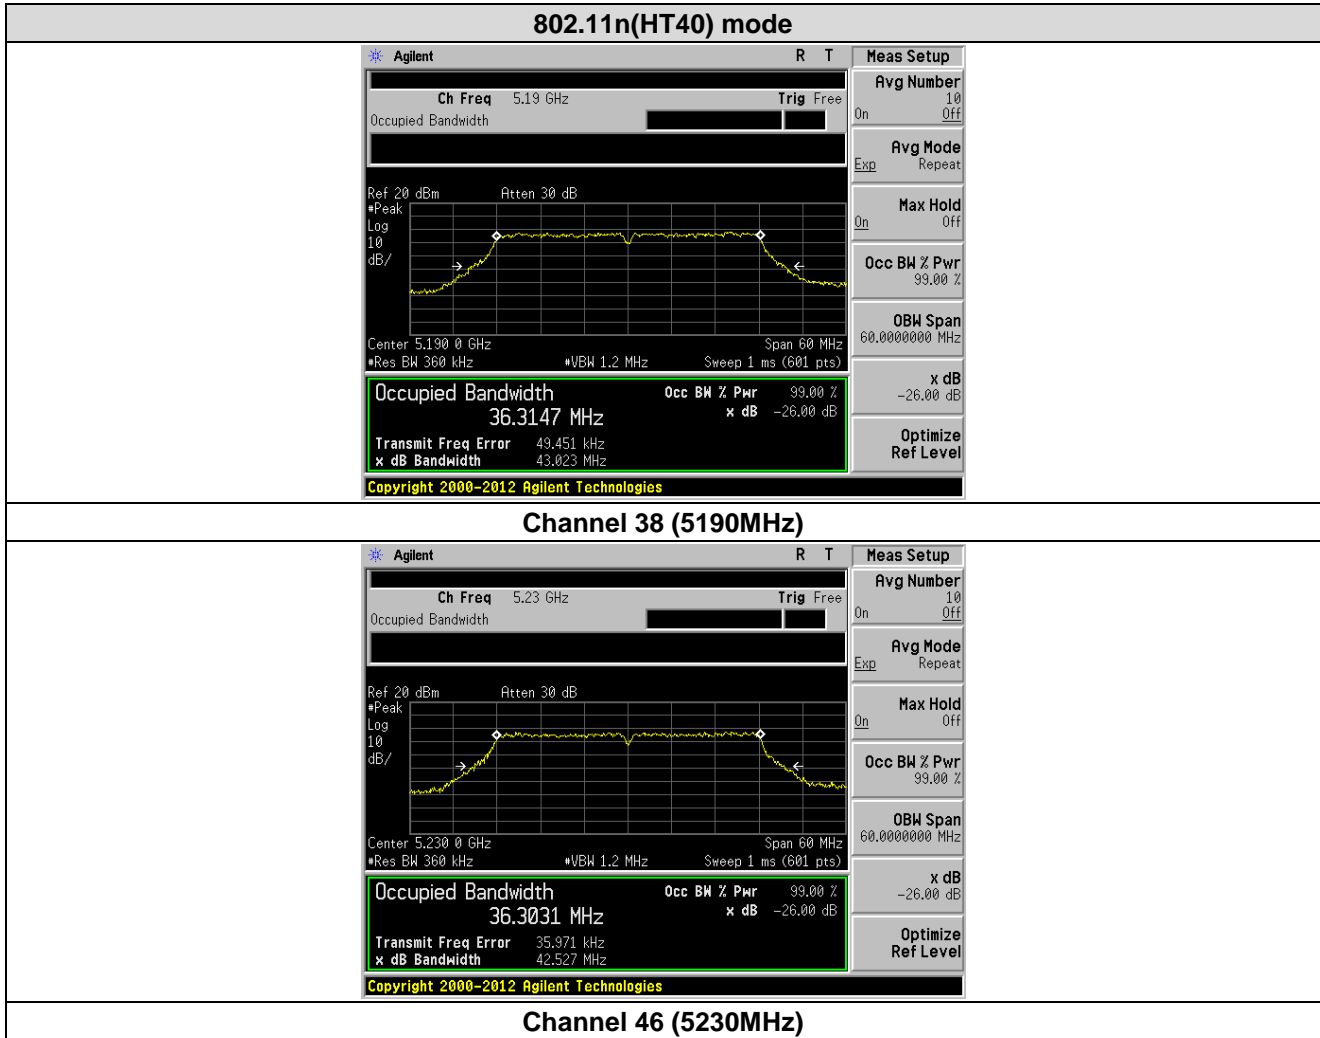 802.11n(HT40) mode
Agilent R T Meas Setup
Ch Freq 5.19 GHz Trig Free
Occupied Bandwidth
Avg Number
10
On Off
Avg Mode
Exp Repeat
Max Hold
On Off
Occ BW % Pwr
99.00 %
OBW Span
60.0000000 MHz
x dB
-26.00 dB
Optimize
Ref Level
Ref 20 dBm Atten 30 dB
#Peak
Log
10
dB/
Center 5.190 0 GHz Span 60 MHz
#Res BW 360 kHz #VBW 1.2 MHz Sweep 1 ms (601 pts)
Occupied Bandwidth Occ BW % Pwr 99.00 %
36.3147 MHz x dB -26.00 dB
Transmit Freq Error 49.451 kHz
x dB Bandwidth 43.023 MHz
Copyright 2000-2012 Agilent Technologies
Channel 38 (5190MHz)
Agilent R T Meas Setup
Ch Freq 5.23 GHz Trig Free
Occupied Bandwidth
Avg Number
10
On Off
Avg Mode
Exp Repeat
Max Hold
On Off
Occ BW % Pwr
99.00 %
OBW Span
60.0000000 MHz
x dB
-26.00 dB
Optimize
Ref Level
Ref 20 dBm Atten 30 dB
#Peak
Log
10
dB/
Center 5.230 0 GHz Span 60 MHz
#Res BW 360 kHz #VBW 1.2 MHz Sweep 1 ms (601 pts)
Occupied Bandwidth Occ BW % Pwr 99.00 %
36.3031 MHz x dB -26.00 dB
Transmit Freq Error 35.971 kHz
x dB Bandwidth 42.527 MHz
Copyright 2000-2012 Agilent Technologies
Channel 46 (5230MHz)